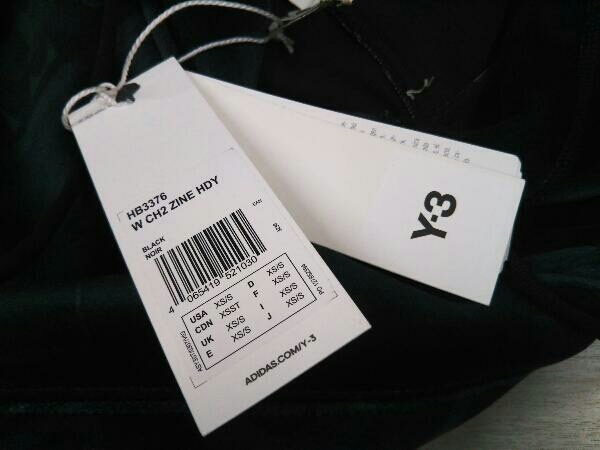 HB3376
W CH2 ZINE HDY
BLACK
NOIR
4 065419 521030
USA XS/S D XS/S
CDN XSST F XS/S
UK XS/S I XS/S
E XS/S J XS/S
ADIDAS.COM/Y-3
Y-3